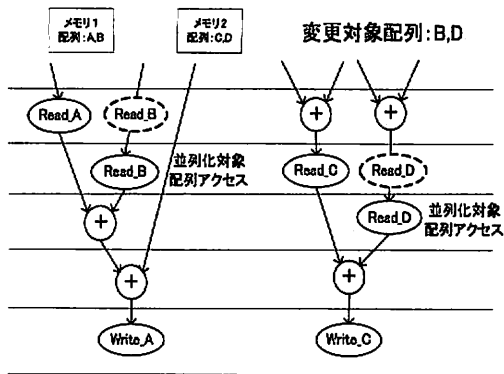 メモリ1
配列:A,B
メモリ2
配列:C,D
変更対象配列:B,D
Read_A
Read_B
+
+
Read_B
並列化対象
配列アクセス
Read_C
Read_D
+
Read_D
並列化対象
配列アクセス
+
+
Write_A
Write_C